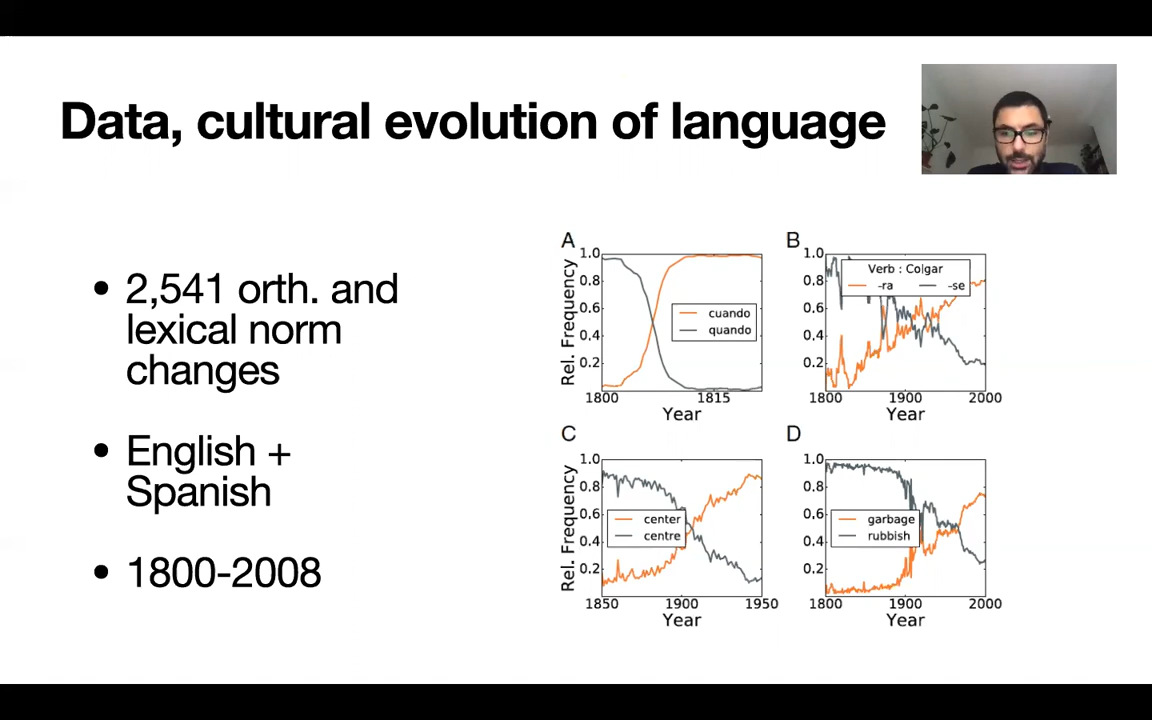 Data, cultural evolution of language
• 2,541 orth. and
lexical norm
changes
• English +
Spanish
• 1800-2008
A
1.0
0.8
0.6
0.4
0.2
Rel. Frequency
cuando
quando
1800
1815
Year
B
1.0
0.8
0.6
0.4
0.2
Verb : Colgar
-ra
-se
1800
1900
2000
Year
C
1.0
0.8
0.6
0.4
0.2
Rel. Frequency
center
centre
1850
1900
1950
Year
D
1.0
0.8
0.6
0.4
0.2
garbage
rubbish
1800
1900
2000
Year